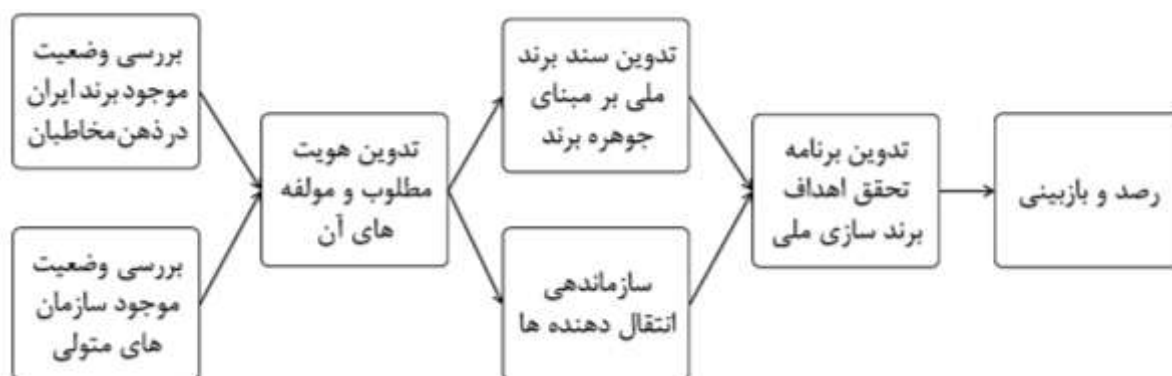 بررسی وضعیت
موجود برند ایران
در ذهن مخاطبان
بررسی وضعیت
موجود سازمان
های متولی
تدوین هویت
مطلوب و مولفه
های آن
تدوین سند برند
ملی بر مبنای
جوهره برند
سازماندهی
انتقال دهنده ها
تدوین برنامه
تحقق اهداف
برند سازی ملی
رصد و بازبینی